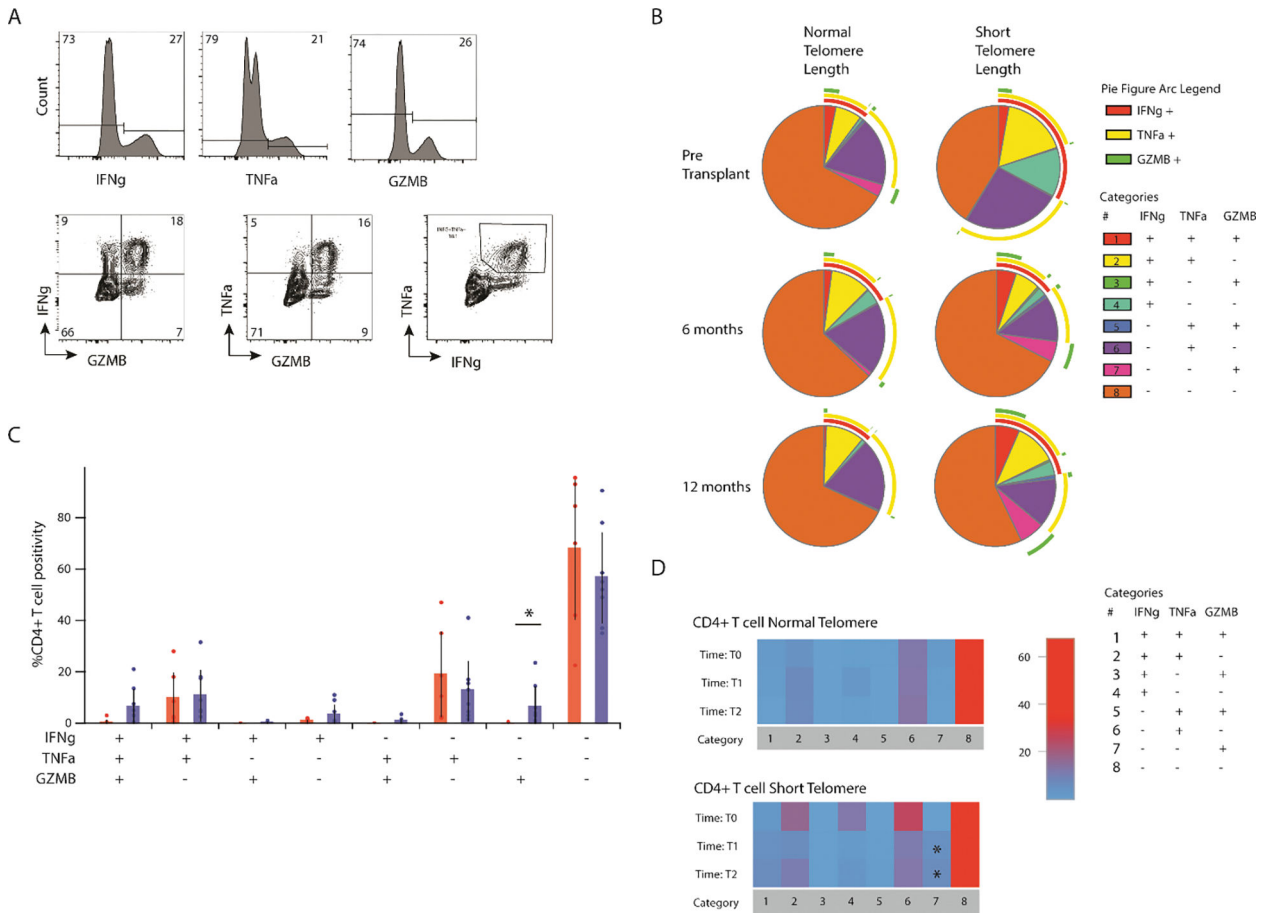 A
73
27
79
21
74
26
Count
IFNg
TNFa
GZMB
9
18
66
7
IFNg
GZMB
5
16
71
9
TNFa
GZMB
TNFa
IFNg
B
Normal Telomere Length
Short Telomere Length
Pre Transplant
6 months
12 months
Pie Figure Arc Legend
IFNg +
TNFa +
GZMB +
Categories
# IFNg TNFa GZMB
1 + + +
2 + + -
3 + - +
4 + - -
5 - + +
6 - + -
7 - - +
8 - - -
C
%CD4+ T cell positivity
80
60
40
20
0
*
IFNg + + + + - - - -
TNFa + + - - + + - -
GZMB + - + - + - + -
D
CD4+ T cell Normal Telomere
Time: T0
Time: T1
Time: T2
Category 1 2 3 4 5 6 7 8
CD4+ T cell Short Telomere
Time: T0
Time: T1 *
Time: T2 *
Category 1 2 3 4 5 6 7 8
60
40
20
Categories
# IFNg TNFa GZMB
1 + + +
2 + + -
3 + - +
4 + - -
5 - + +
6 - + -
7 - - +
8 - - -